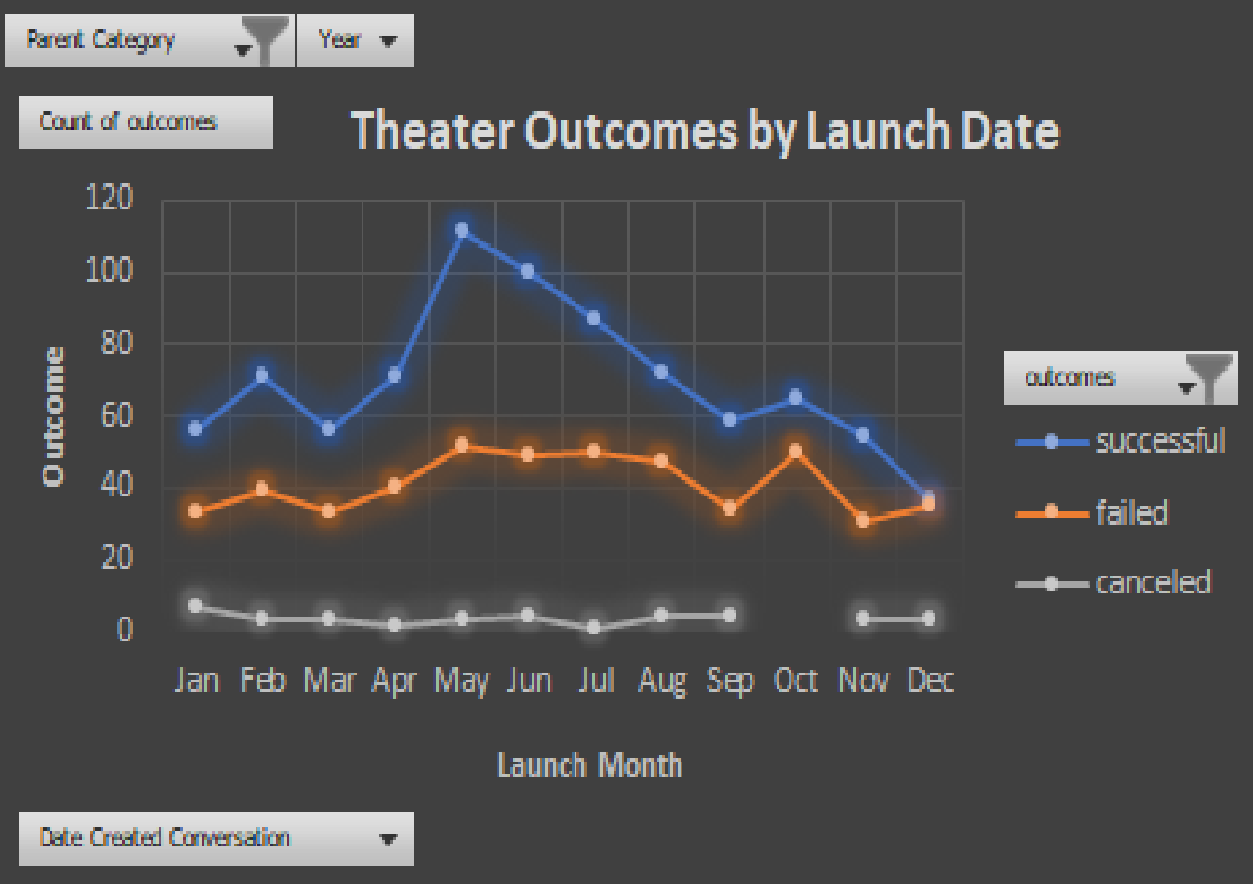 Parent Category Year
Count of outcomes
Theater Outcomes by Launch Date
120
100
80
60
40
20
0
Outcome
Jan Feb Mar Apr May Jun Jul Aug Sep Oct Nov Dec
Launch Month
outcomes
successful
failed
canceled
Date Created Conversation